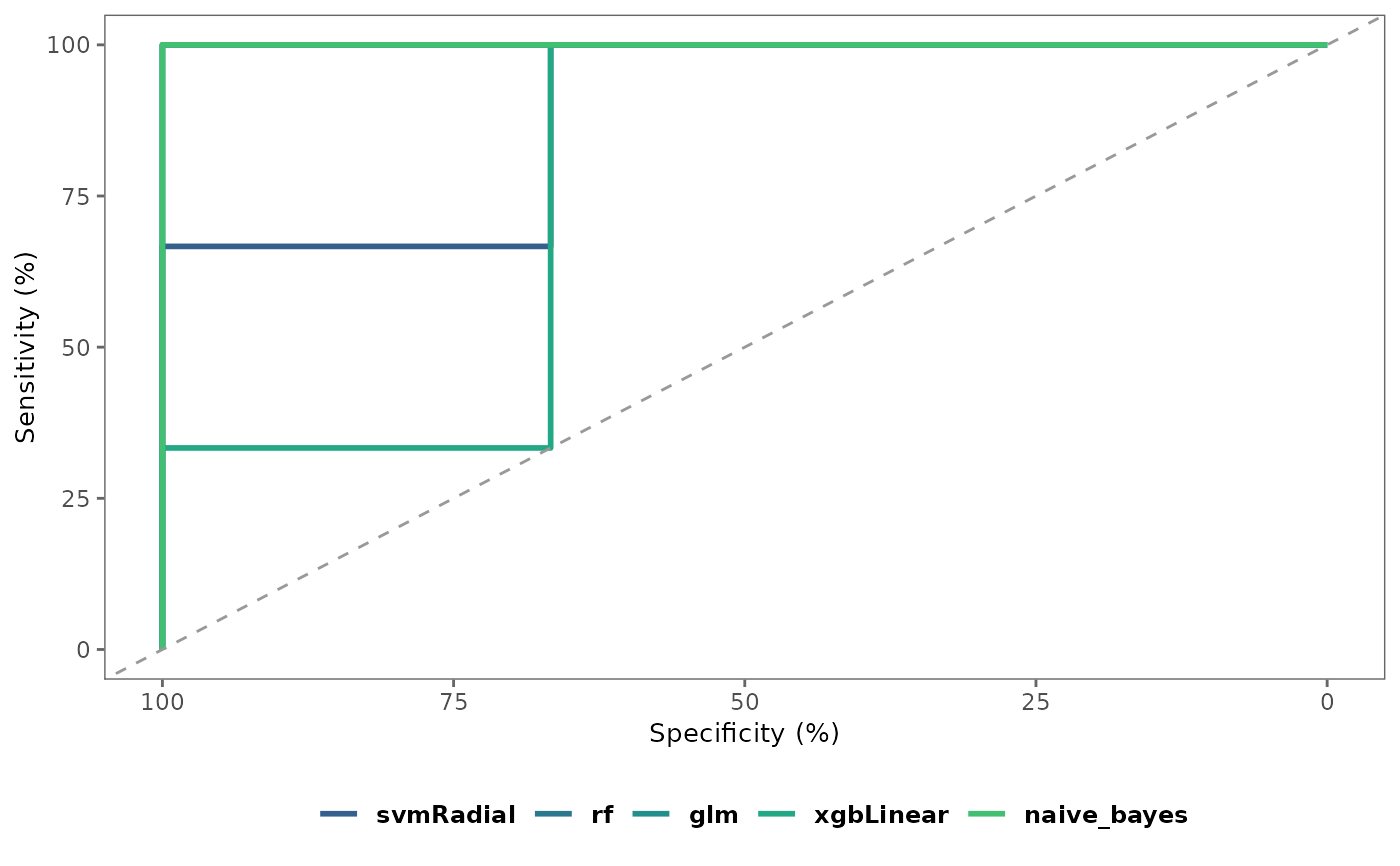 100
75
50
25
0
Sensitivity (%)
100 75 50 25 0
Specificity (%)
svmRadial rf glm xgbLinear naive_bayes